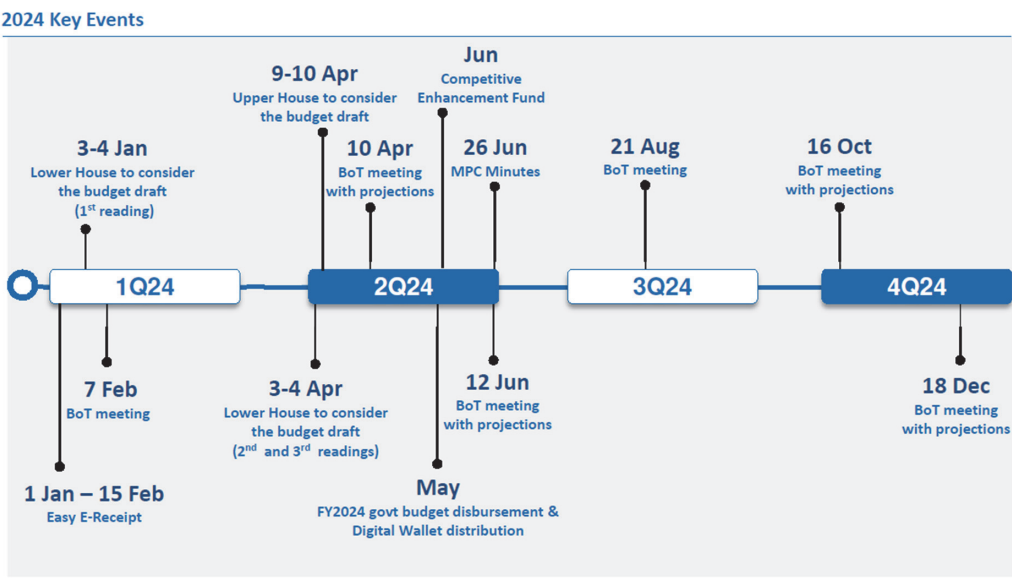 2024 Key Events
Jun
Competitive
Enhancement Fund
9-10 Apr
Upper House to consider
the budget draft
3-4 Jan
Lower House to consider
the budget draft
(1st reading)
10 Apr
BoT meeting
with projections
26 Jun
MPC Minutes
21 Aug
BoT meeting
16 Oct
BoT meeting
with projections
1Q24
2Q24
3Q24
4Q24
7 Feb
BoT meeting
3-4 Apr
Lower House to consider
the budget draft
(2nd and 3rd readings)
12 Jun
BoT meeting
with projections
18 Dec
BoT meeting
with projections
1 Jan – 15 Feb
Easy E-Receipt
May
FY2024 govt budget disbursement &
Digital Wallet distribution